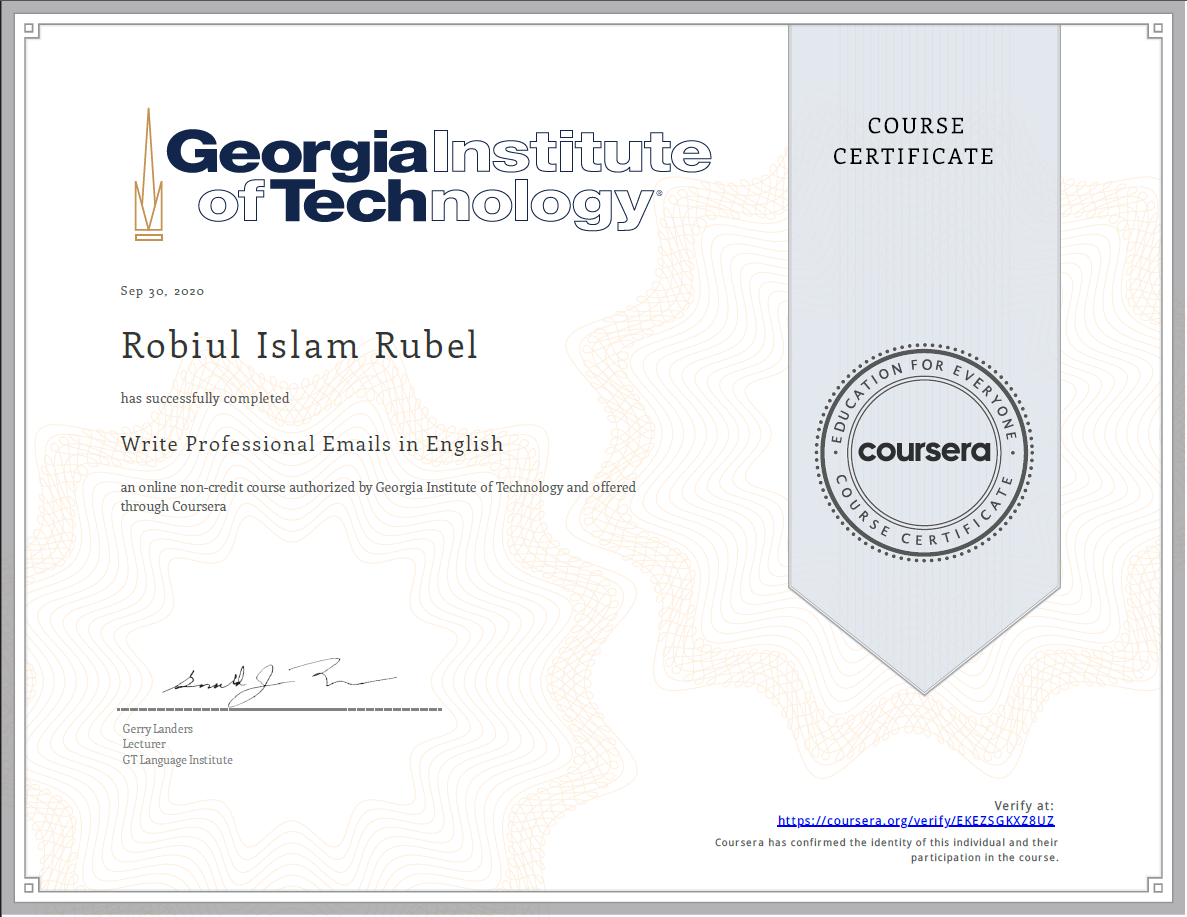 Georgia Institute
of Technology®
COURSE
CERTIFICATE
Sep 30, 2020
Robiul Islam Rubel
has successfully completed
Write Professional Emails in English
an online non-credit course authorized by Georgia Institute of Technology and offered
through Coursera
EDUCATION FOR EVERYONE
coursera
COURSE CERTIFICATE
Gerry Landers
Lecturer
GT Language Institute
Verify at:
https://coursera.org/verify/EKEZSGKXZ8UZ
Coursera has confirmed the identity of this individual and their
participation in the course.